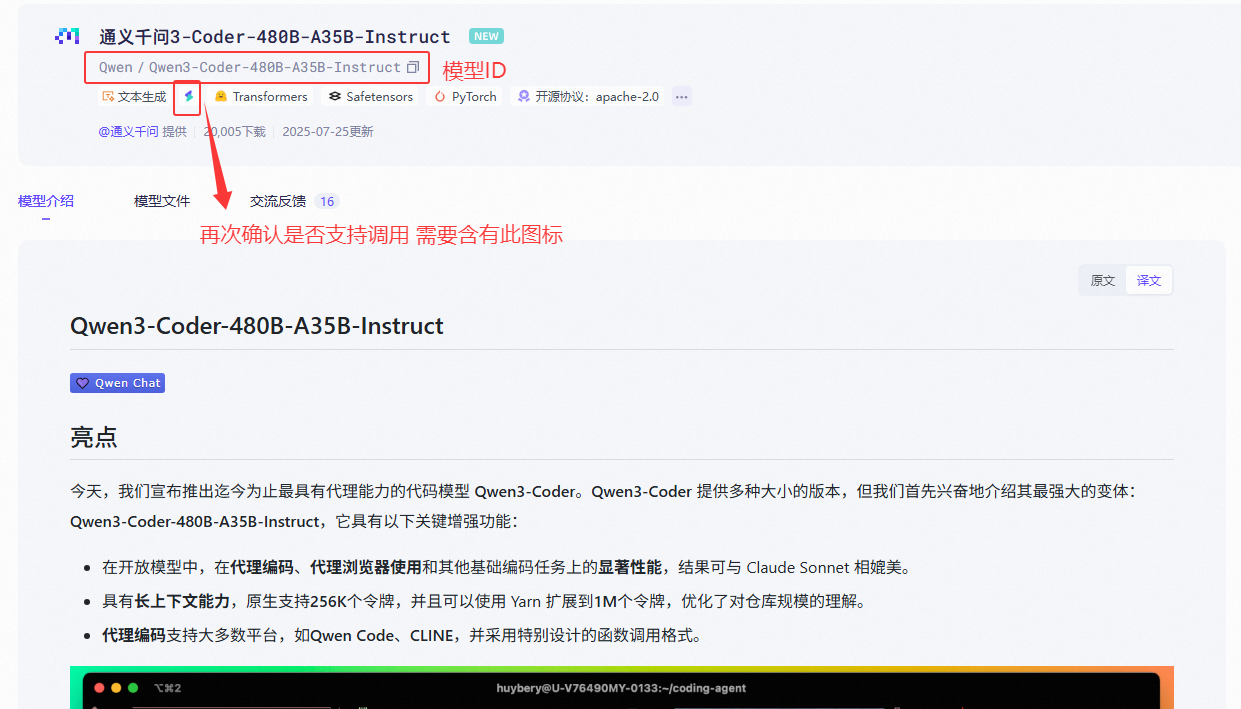 通义千问3-Coder-480B-A35B-Instruct NEW
Qwen / Qwen3-Coder-480B-A35B-Instruct 模型ID
文本生成 Transformers Safetensors PyTorch 开源协议：apache-2.0 ...
@通义千问 提供 20,005下载 2025-07-25更新
模型介绍 模型文件 交流反馈 16
再次确认是否支持调用 需要含有此图标
原文 译文
Qwen3-Coder-480B-A35B-Instruct
Qwen Chat
亮点
今天，我们宣布推出迄今为止最具有代理能力的代码模型 Qwen3-Coder。Qwen3-Coder 提供多种大小的版本，但我们首先兴奋地介绍其最强大的变体：
Qwen3-Coder-480B-A35B-Instruct，它具有以下关键增强功能：
在开放模型中，在代理编码、代理浏览器使用和其他基础编码任务上的显著性能，结果可与 Claude Sonnet 相媲美。
具有长上下文能力，原生支持256K个令牌，并且可以使用 Yarn 扩展到1M个令牌，优化了对仓库规模的理解。
代理编码支持大多数平台，如Qwen Code、CLINE，并采用特别设计的函数调用格式。
⌥⌘2 huybery@U-V76490MY-0133:~/coding-agent